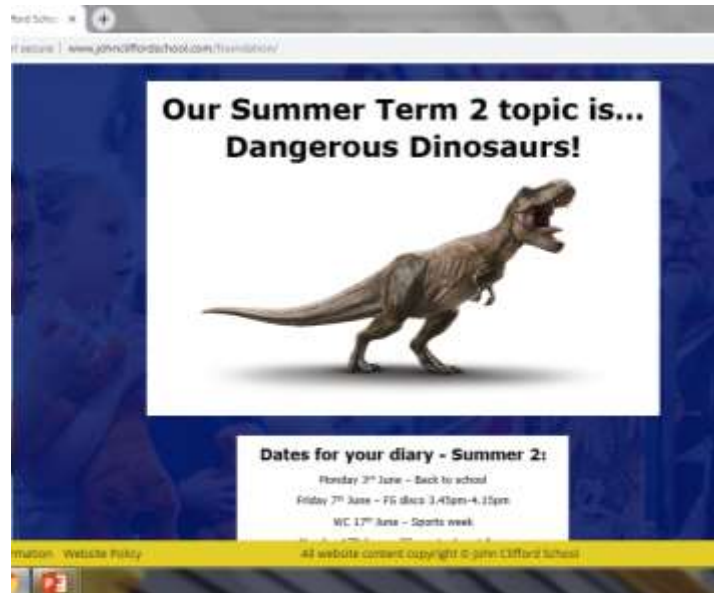 www.johncliffordschool.com/foundation/
Our Summer Term 2 topic is...
Dangerous Dinosaurs!
Dates for your diary - Summer 2:
Monday 3rd June – Back to school
Friday 7th June – FS disco 3.45pm-4.15pm
WC 17th June – Sports week
Website Policy
All website content copyright © John Clifford School